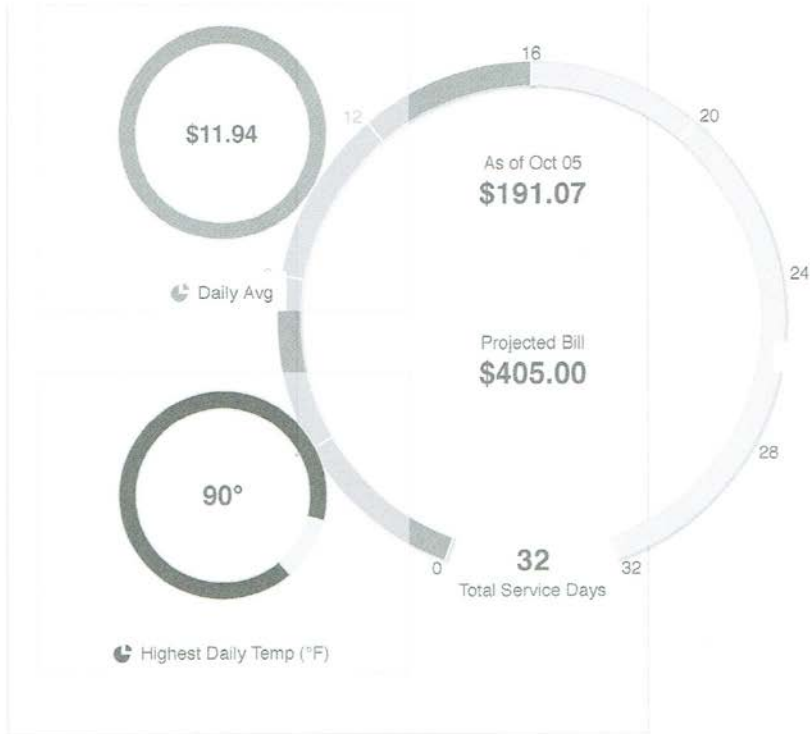 16
12
20
$11.94
As of Oct 05
$191.07
24
Daily Avg
Projected Bill
$405.00
28
90°
32
0
32
Total Service Days
Highest Daily Temp (°F)